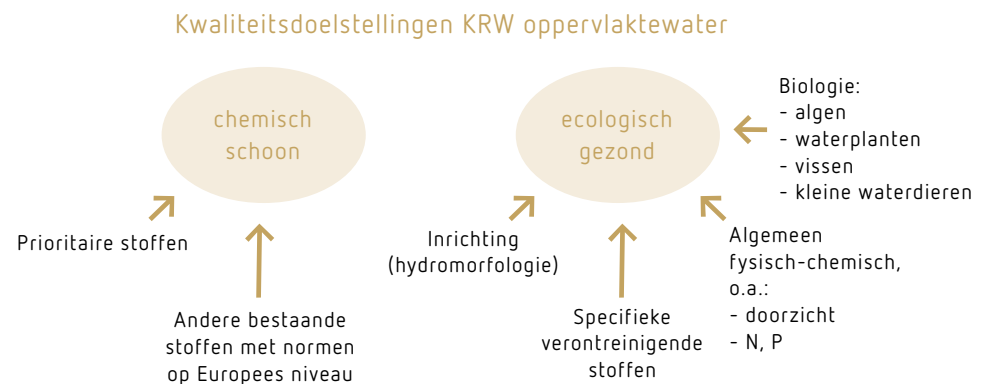 Kwaliteitsdoelstellingen KRW oppervlaktewater
chemisch
schoon
Prioritaire stoffen
Andere bestaande
stoffen met normen
op Europees niveau
ecologisch
gezond
Inrichting
(hydromorfologie)
Specifieke
verontreinigende
stoffen
Algemeen
fysisch-chemisch,
o.a.:
- doorzicht
- N, P
Biologie:
- algen
- waterplanten
- vissen
- kleine waterdieren